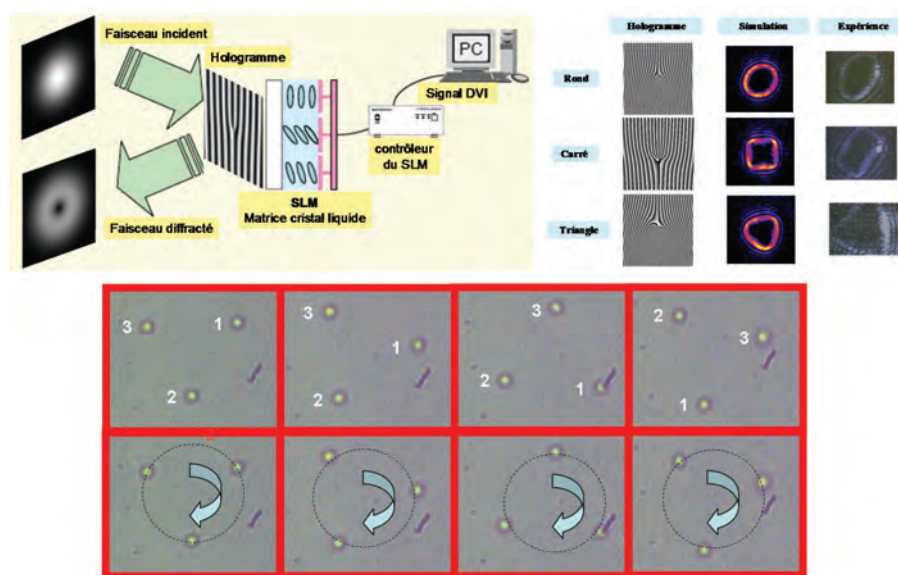 Faisceau incident
Hologramme
PC
Signal DVI
contrôleur
du SLM
SLM
Matrice cristal liquide
Faisceau diffracté
Hologramme Simulation Expérience
Rond
Carré
Triangle
3 1 2
3 1 2
3 2 1
2 3 1